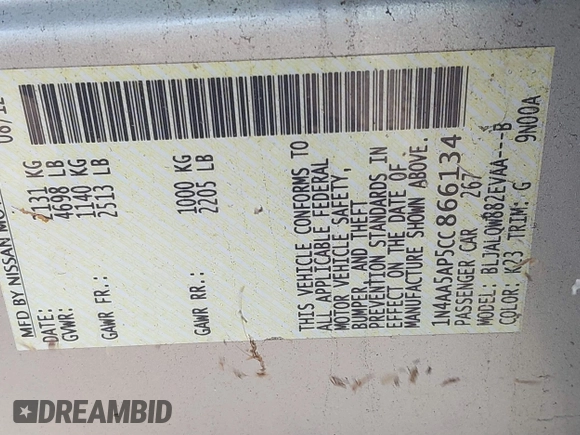 MFD BY NISSAN MO
DATE: 08/12
GVWR: 2131 KG
4698 LB
GAWR FR.: 1140 KG
2513 LB
GAWR RR.: 1000 KG
2205 LB
THIS VEHICLE CONFORMS TO
ALL APPLICABLE FEDERAL
MOTOR VEHICLE SAFETY,
BUMPER, AND THEFT
PREVENTION STANDARDS IN
EFFECT ON THE DATE OF
MANUFACTURE SHOWN ABOVE.
1N4AA5AP5CC866134
PASSENGER CAR 267
MODEL: BLJALQWB82EVAA---B
COLOR: K23 TRIM: G 9N00A
DREAMBID